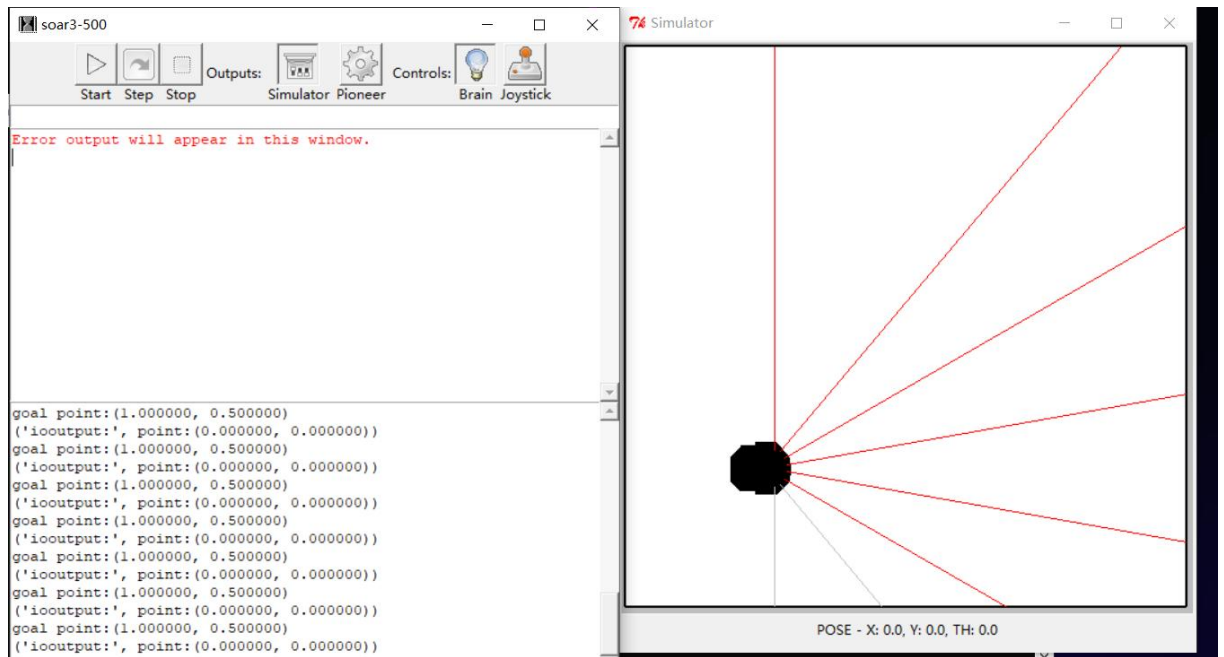 soar3-500
Start Step Stop Outputs: Simulator Pioneer Controls: Brain Joystick
Error output will appear in this window.
goal point:(1.000000, 0.500000)
('iooutput:', point:(0.000000, 0.000000))
goal point:(1.000000, 0.500000)
('iooutput:', point:(0.000000, 0.000000))
goal point:(1.000000, 0.500000)
('iooutput:', point:(0.000000, 0.000000))
goal point:(1.000000, 0.500000)
('iooutput:', point:(0.000000, 0.000000))
goal point:(1.000000, 0.500000)
('iooutput:', point:(0.000000, 0.000000))
goal point:(1.000000, 0.500000)
('iooutput:', point:(0.000000, 0.000000))
goal point:(1.000000, 0.500000)
('iooutput:', point:(0.000000, 0.000000))
Simulator
POSE - X: 0.0, Y: 0.0, TH: 0.0